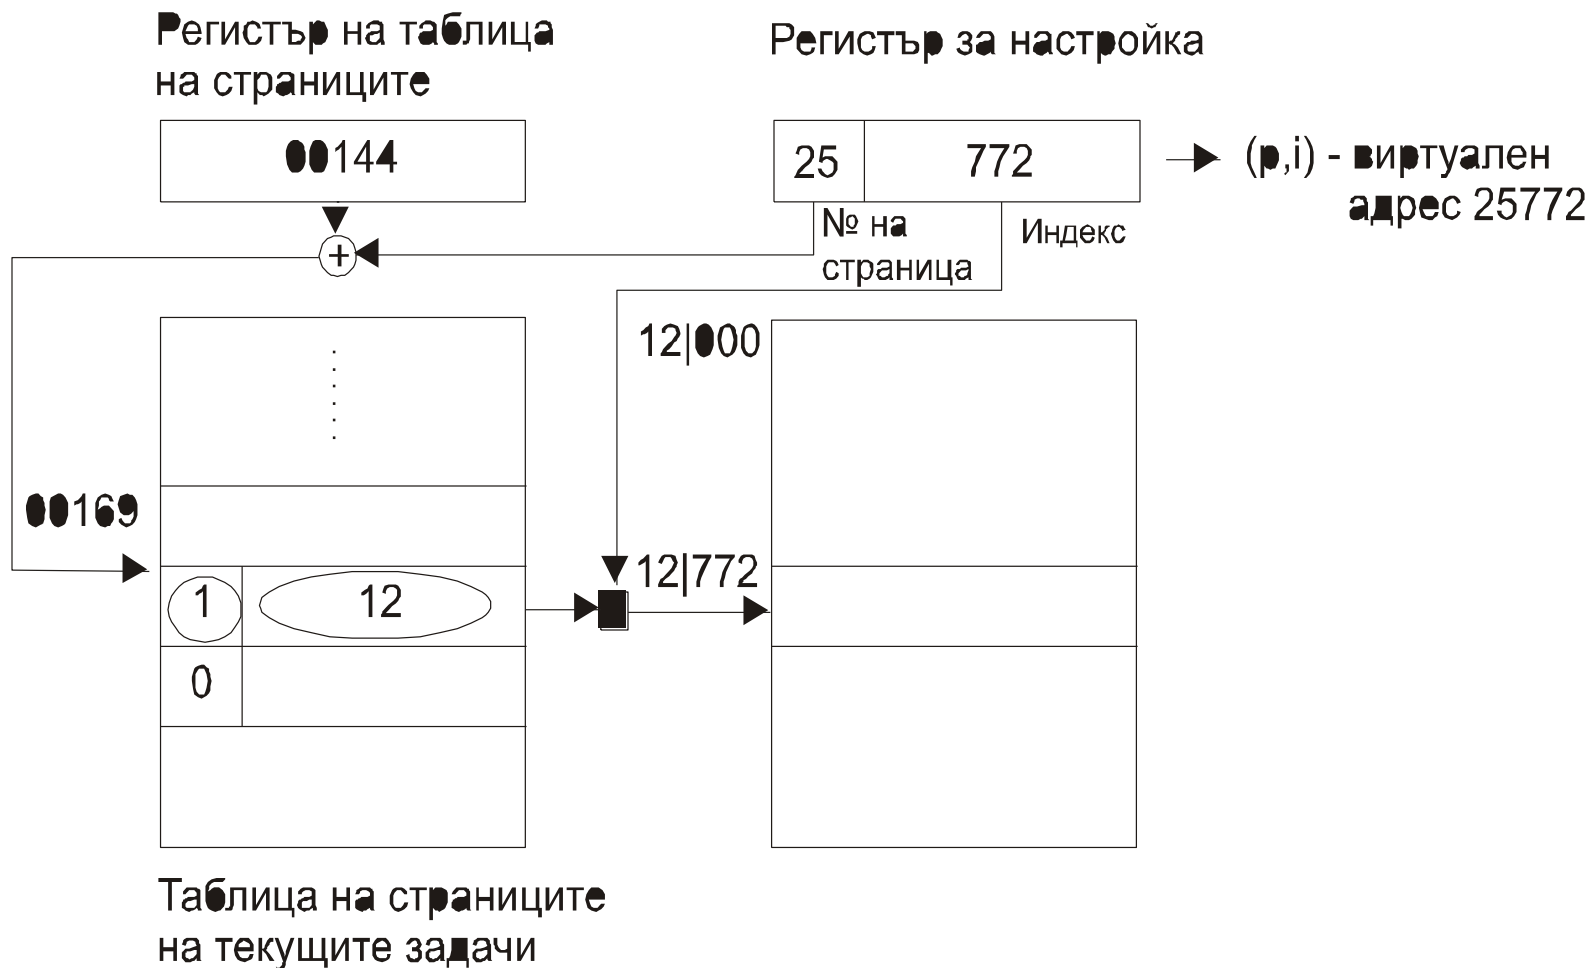 Регистър на таблица
на страниците
Регистър за настройка
00144
25
772
(p,i) - виртуален
адрес 25772
№ на
страница
Индекс
+
12|000
00169
12|772
1
12
0
Таблица на страниците
на текущите задачи